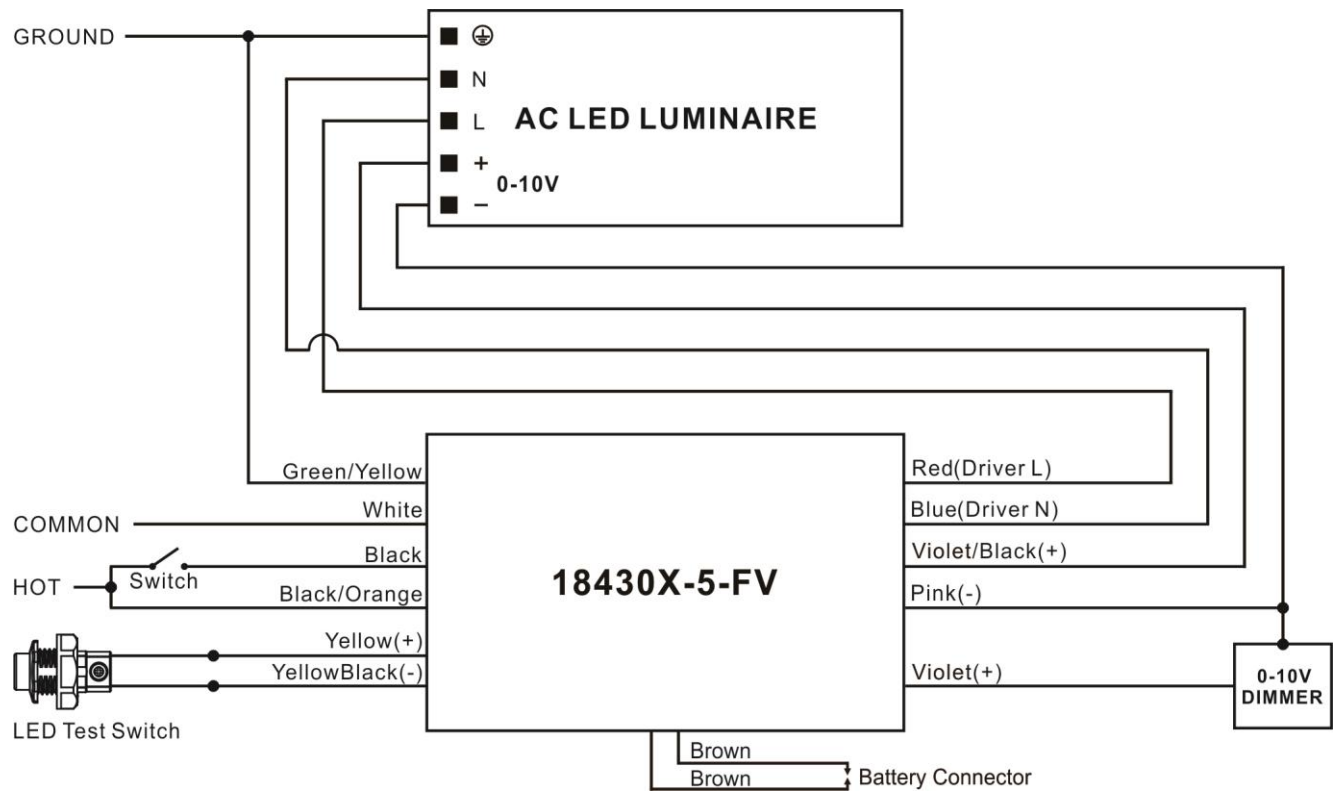 GROUND
N
L
AC LED LUMINAIRE
+
0-10V
−
Green/Yellow
Red(Driver L)
White
Blue(Driver N)
COMMON
Black
Violet/Black(+)
HOT
Switch
18430X-5-FV
Black/Orange
Pink(-)
Yellow(+)
YellowBlack(-)
Violet(+)
0-10V
DIMMER
LED Test Switch
Brown
Brown
Battery Connector